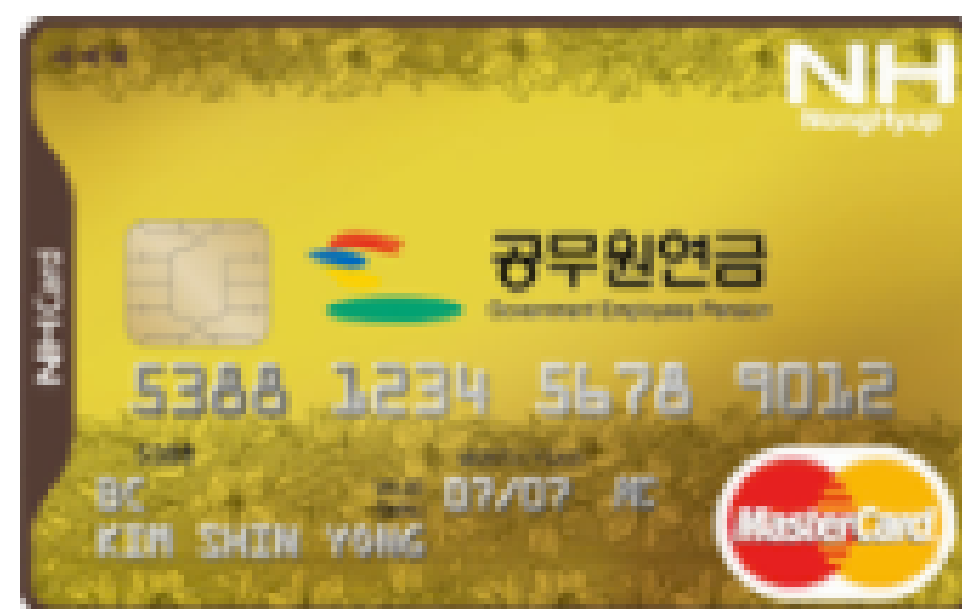 NH
NongHyup
NH Card
공무원연금
Government Employees Pension
5388 1234 5678 9012
5388
BC 07/07 MC
KIM SHIN YONG
MasterCard